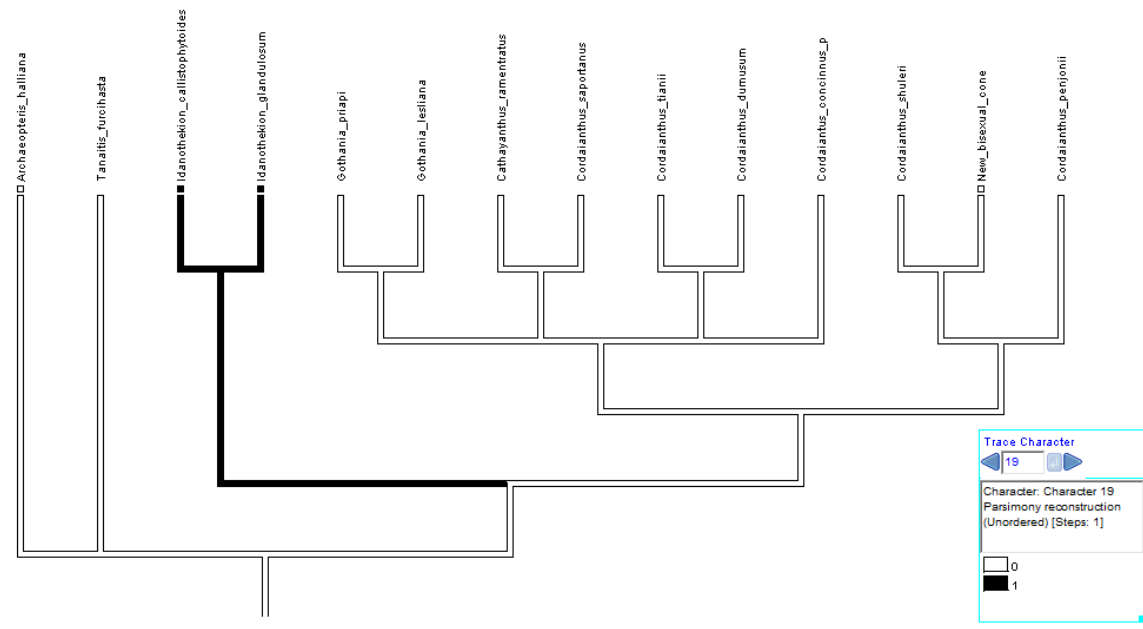 Archaeopteris_halliana
Tanaitis_furcihasta
Idanothekion_callistophytoides
Idanothekion_glandulosum
Gothania_priapi
Gothania_lesliana
Cathayanthus_ramentratus
Cordaianthus_saportanus
Cordaianthus_tianii
Cordaianthus_dumusum
Cordaiantus_concinnus_p
Cordaianthus_shuleri
New_bisexual_cone
Cordaianthus_penjonii
Trace Character
19
Character: Character 19
Parsimony reconstruction
(Unordered) [Steps: 1]
0
1